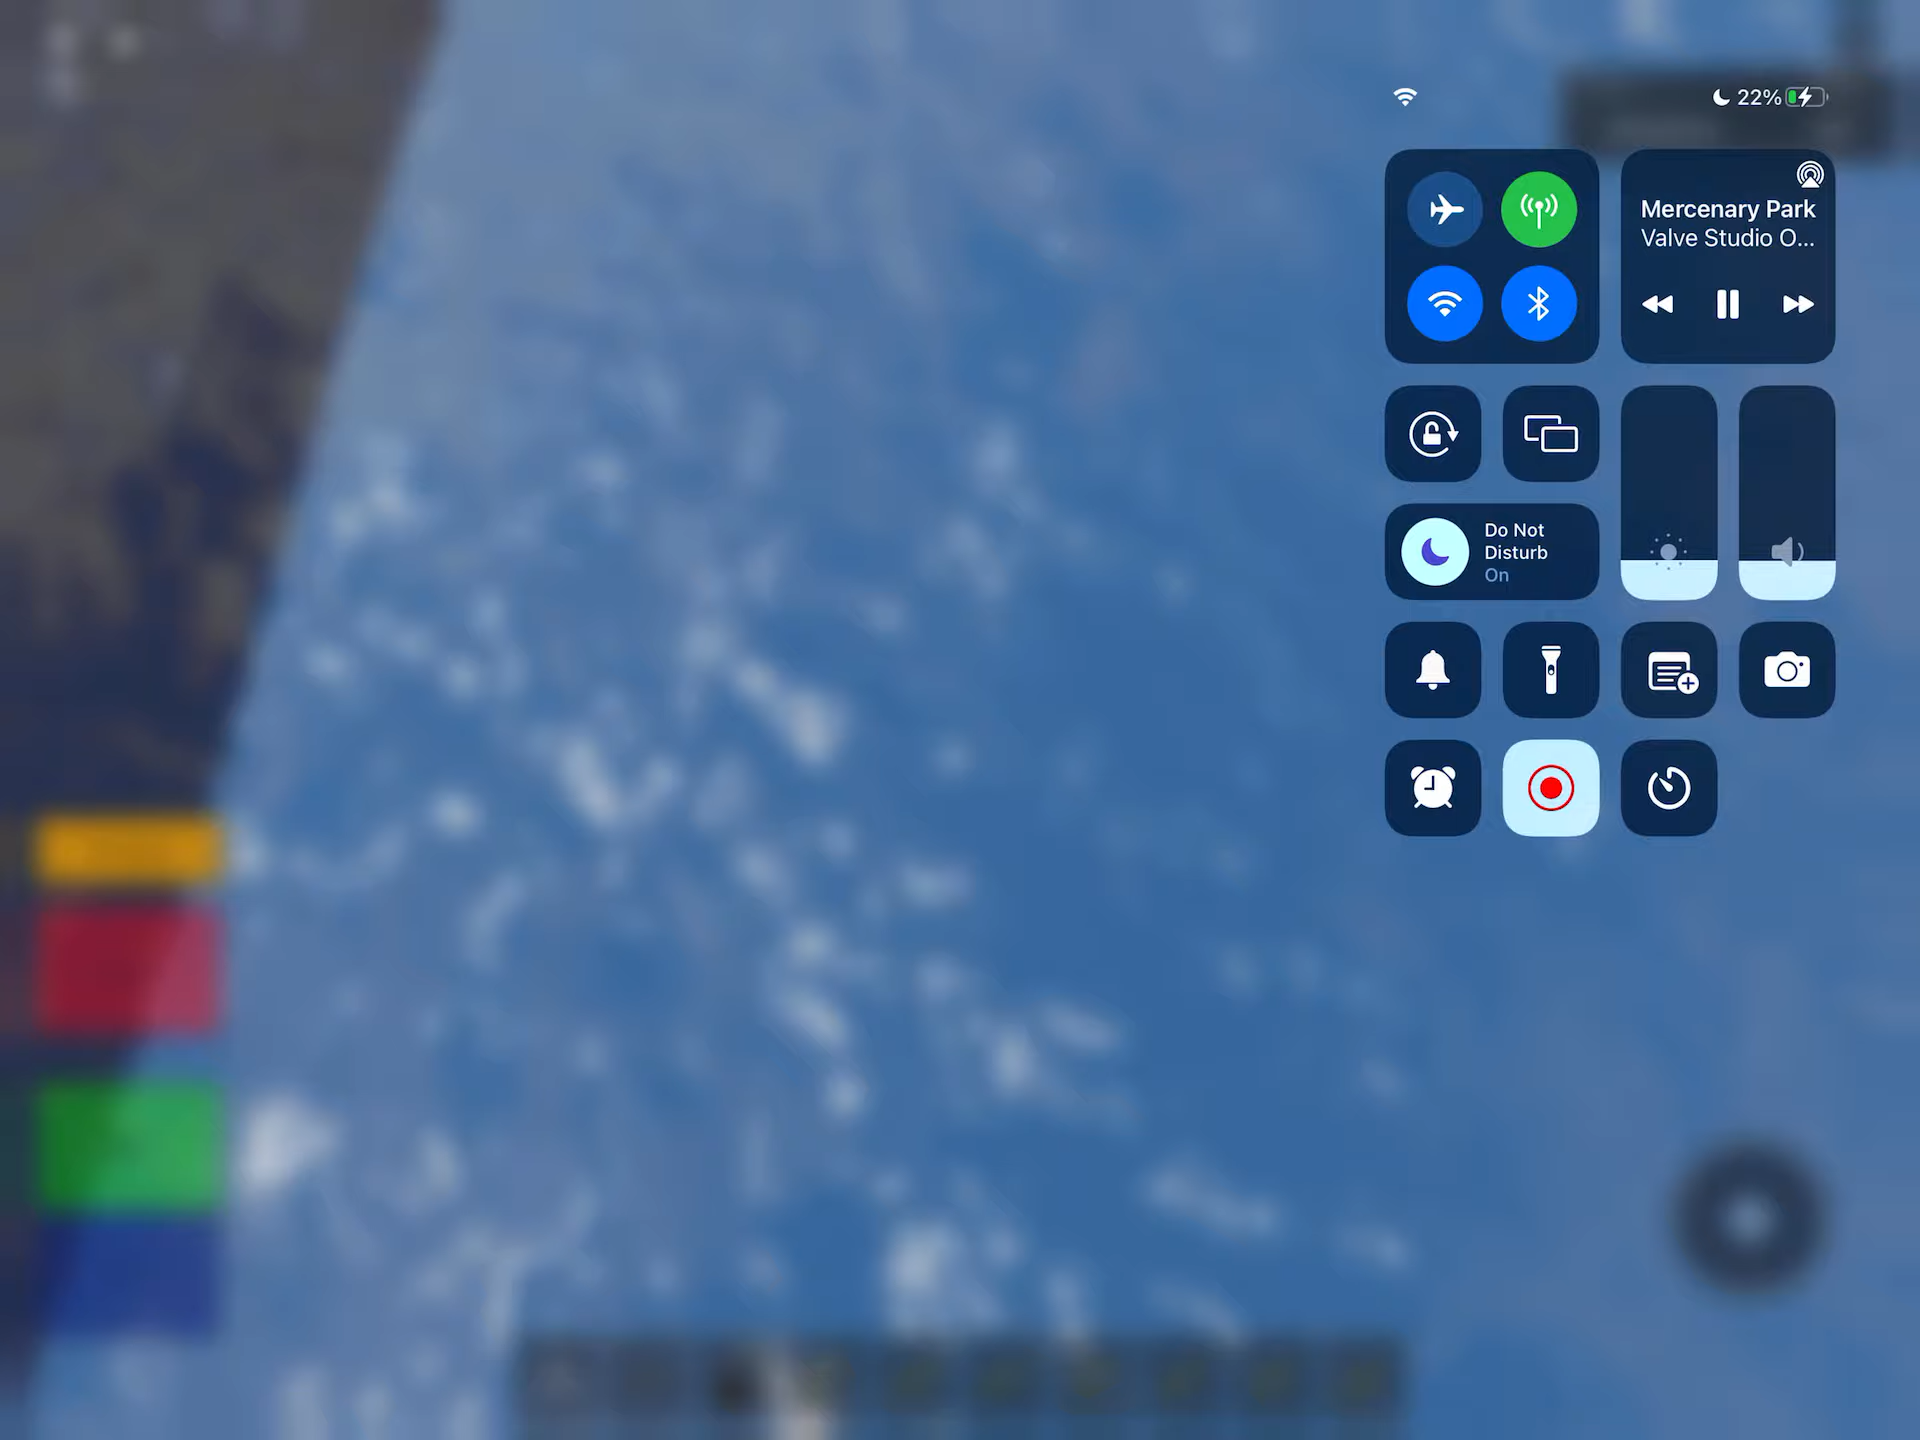 22%
Mercenary Park
Valve Studio O...
Do Not
Disturb
On